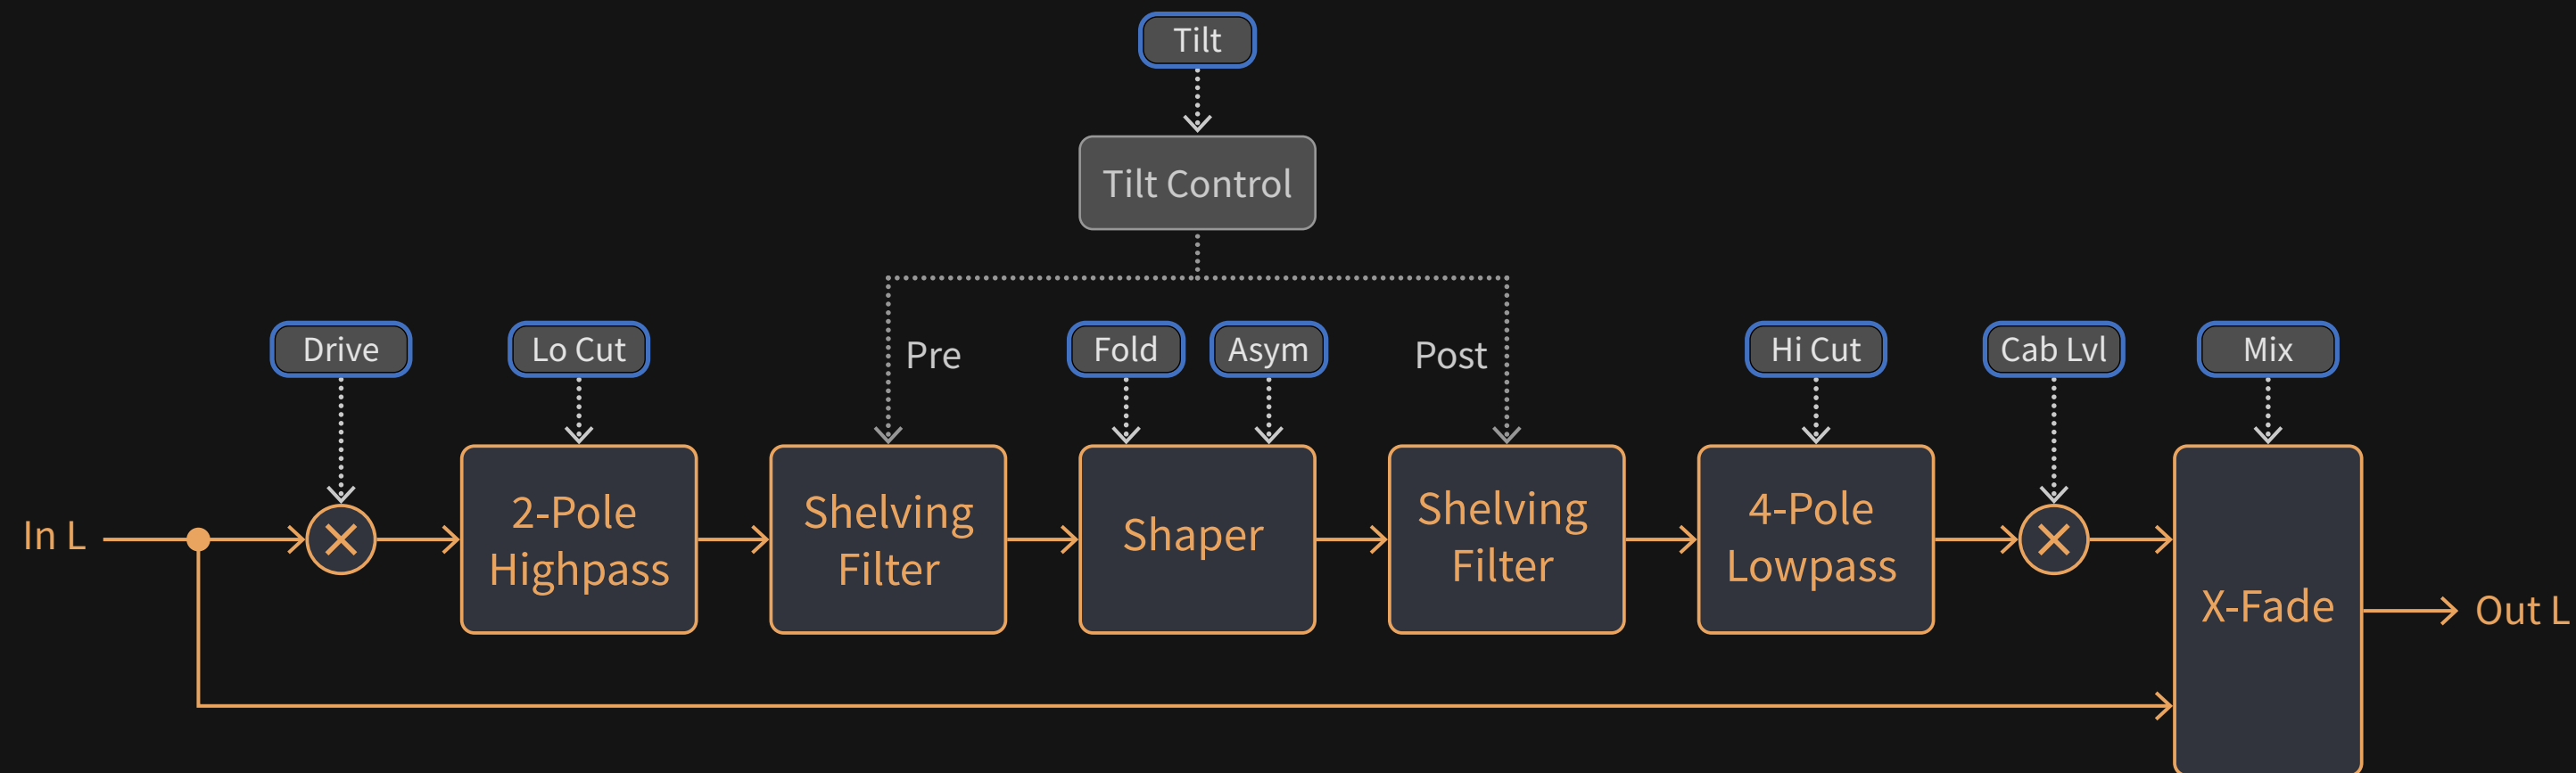 Tilt
Tilt Control
Drive
Lo Cut
Pre
Fold
Asym
Post
Hi Cut
Cab Lvl
Mix
In L
2-Pole
Highpass
Shelving
Filter
Shaper
Shelving
Filter
4-Pole
Lowpass
X-Fade
Out L